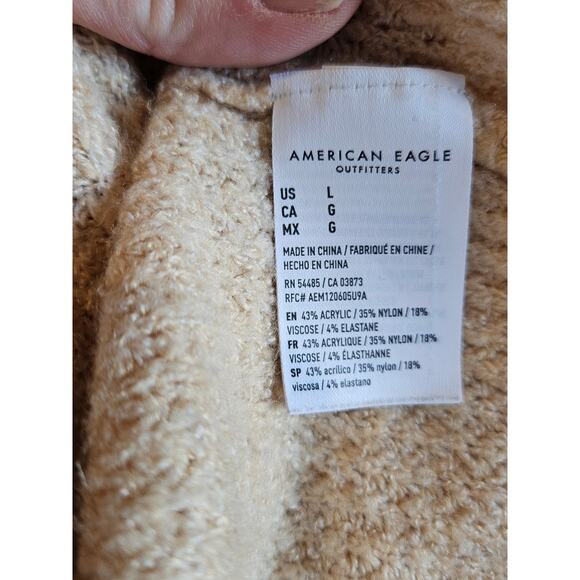 AMERICAN EAGLE
OUTFITTERS
US L
CA G
MX G
MADE IN CHINA / FABRIQUÉ EN CHINE /
HECHO EN CHINA
RN 54485 / CA 03873
RFC# AEM120605U9A
EN 43% ACRYLIC / 35% NYLON / 18%
VISCOSE / 4% ELASTANE
FR 43% ACRYLIQUE / 35% NYLON / 18%
VISCOSE / 4% ÉLASTHANNE
SP 43% acrílico / 35% nylon / 18%
viscosa / 4% elastano